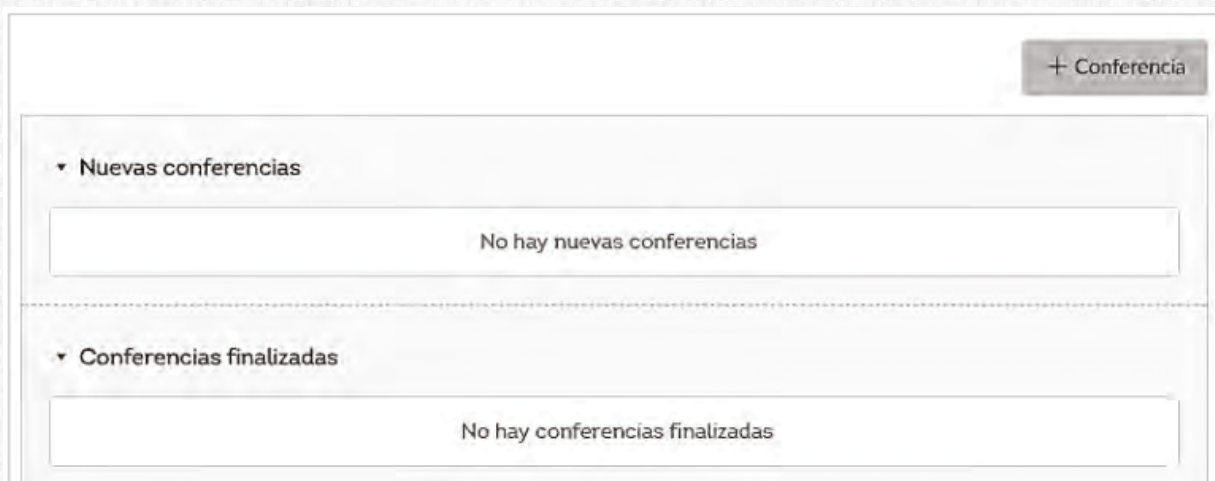 + Conferencia
Nuevas conferencias
No hay nuevas conferencias
Conferencias finalizadas
No hay conferencias finalizadas